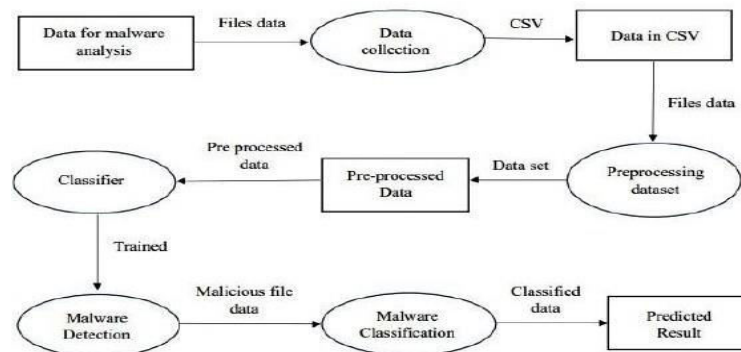 Data for malware
analysis
Files data
Data
collection
CSV
Data in CSV
Files data
Pre processed
data
Classifier
Pre-processed
Data
Data set
Preprocessing
dataset
Trained
Malware
Detection
Malicious file
data
Malware
Classification
Classified
data
Predicted
Result